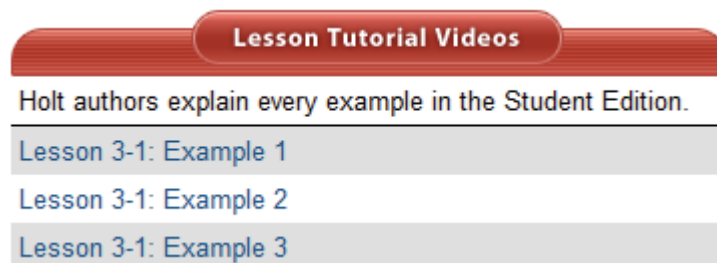 Lesson Tutorial Videos
Holt authors explain every example in the Student Edition.
Lesson 3-1: Example 1
Lesson 3-1: Example 2
Lesson 3-1: Example 3